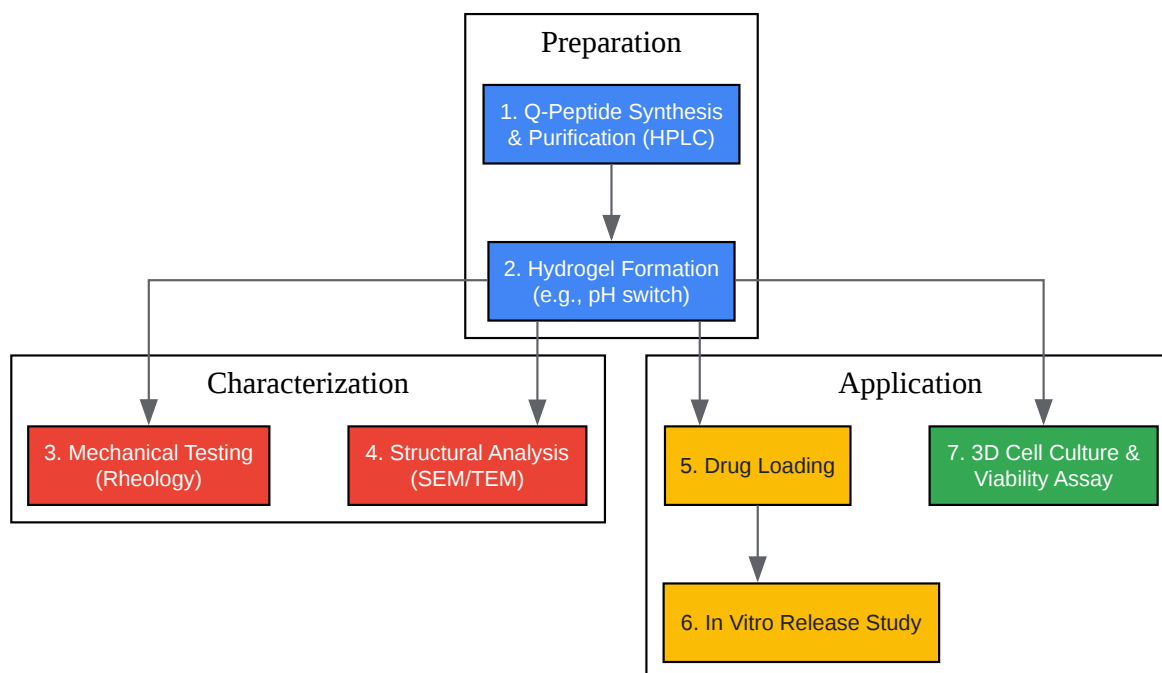 Preparation
1. Q-Peptide Synthesis
& Purification (HPLC)
2. Hydrogel Formation
(e.g., pH switch)
Characterization
3. Mechanical Testing
(Rheology)
4. Structural Analysis
(SEM/TEM)
Application
5. Drug Loading
7. 3D Cell Culture &
Viability Assay
6. In Vitro Release Study